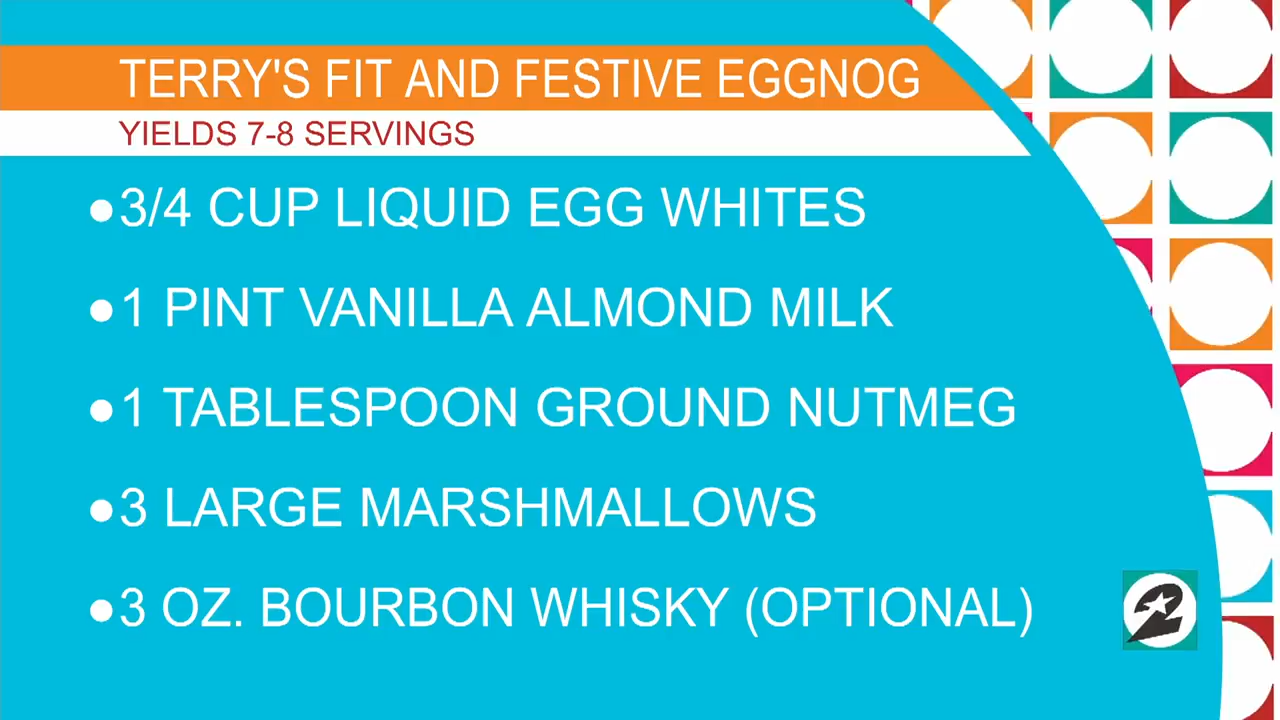 TERRY'S FIT AND FESTIVE EGGNOG
YIELDS 7-8 SERVINGS
●3/4 CUP LIQUID EGG WHITES
●1 PINT VANILLA ALMOND MILK
●1 TABLESPOON GROUND NUTMEG
●3 LARGE MARSHMALLOWS
●3 OZ. BOURBON WHISKY (OPTIONAL)
2